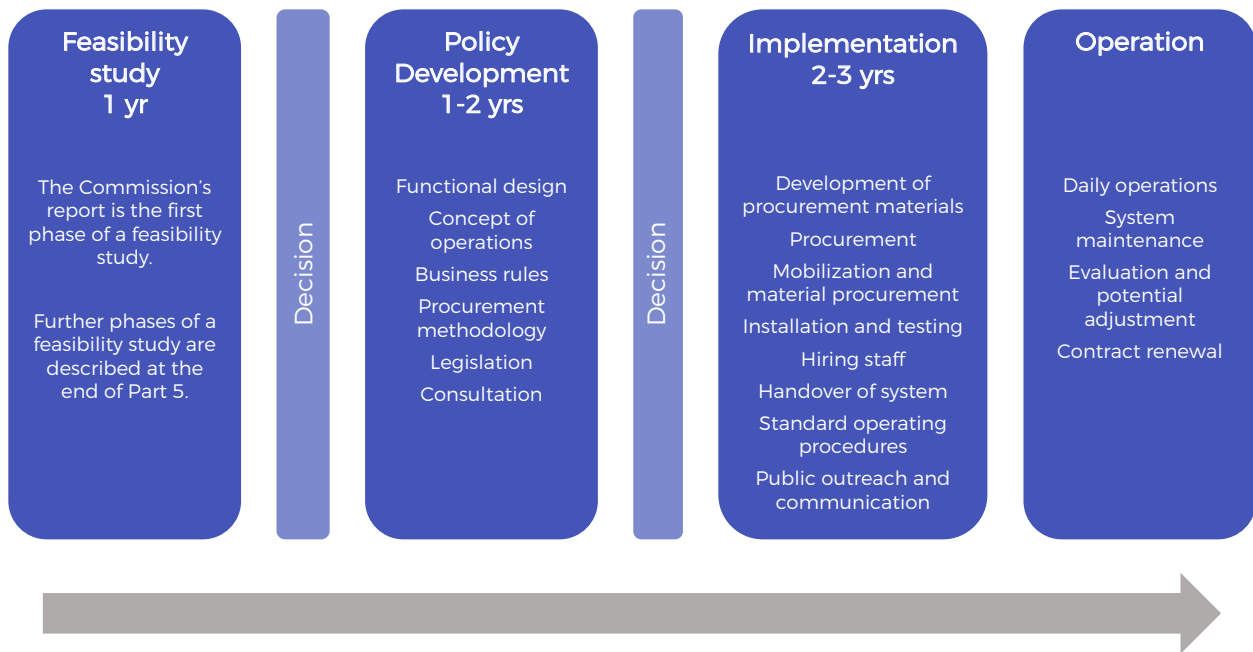 Feasibility
study
1 yr
The Commission's
report is the first
phase of a feasibility
study.
Further phases of a
feasibility study are
described at the
end of Part 5.
Decision
Policy
Development
1-2 yrs
Functional design
Concept of
operations
Business rules
Procurement
methodology
Legislation
Consultation
Decision
Implementation
2-3 yrs
Development of
procurement materials
Procurement
Mobilization and
material procurement
Installation and testing
Hiring staff
Handover of system
Standard operating
procedures
Public outreach and
communication
Operation
Daily operations
System
maintenance
Evaluation and
potential
adjustment
Contract renewal